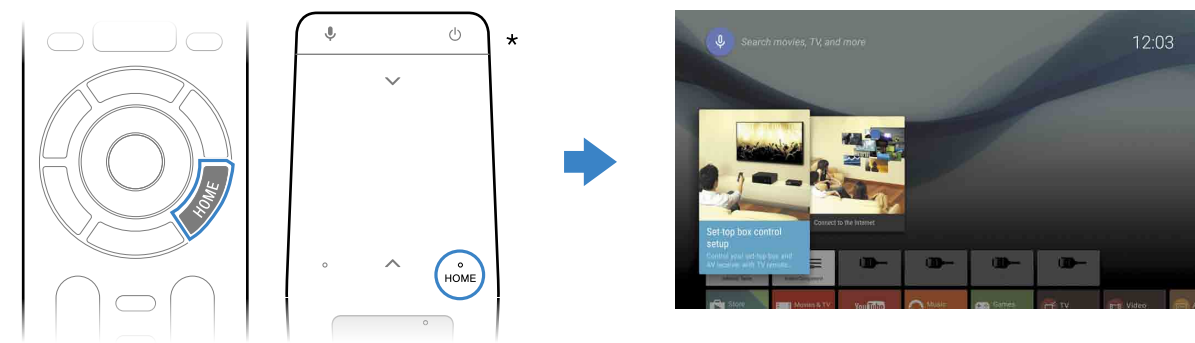 HOME
*
HOME
Search movies, TV, and more
12:03
Set-top box control
setup
Control your set-top box and
AV receiver with TV remote...
Connect to the Internet
Store
Movies & TV
YouTube
Music
Games
TV
Video